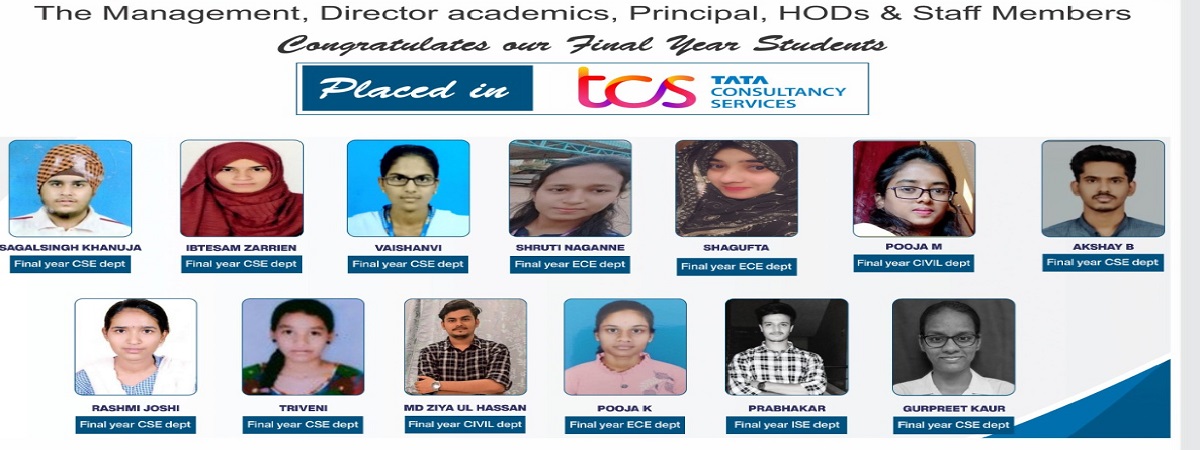 The Management, Director academics, Principal, HODs & Staff Members
Congratulates our Final Year Students
Placed in tcs TATA
CONSULTANCY
SERVICES
SAGALSINGH KHANUJA IBTESAM ZARRIEN VAISHANVI SHRUTI NAGANNE SHAGUFTA POOJA M AKSHAY B
Final year CSE dept Final year CSE dept Final year CSE dept Final year ECE dept Final year ECE dept Final year CIVIL dept Final year CSE dept
RASHMI JOSHI TRIVENI MD ZIYA UL HASSAN POOJA K PRABHAKAR GURPREET KAUR
Final year CSE dept Final year CSE dept Final year CIVIL dept Final year ECE dept Final year ISE dept Final year CSE dept